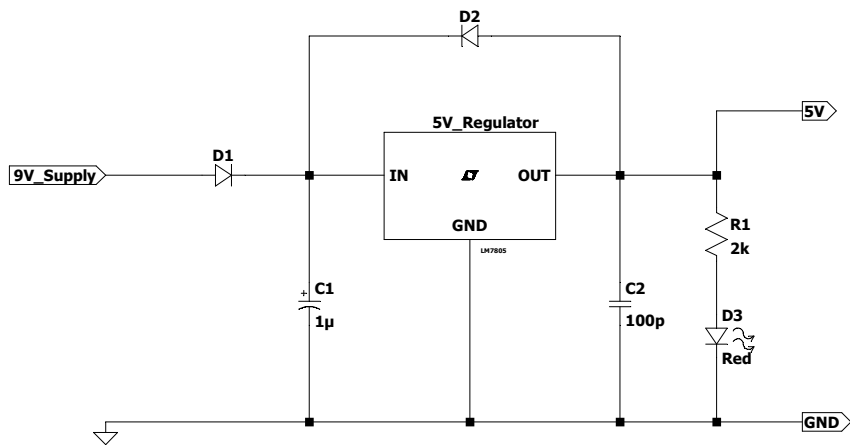 D2
5V_Regulator
5V
D1
9V_Supply
IN
OUT
GND
LM7805
R1
2k
C1
+
1µ
C2
100p
D3
Red
GND